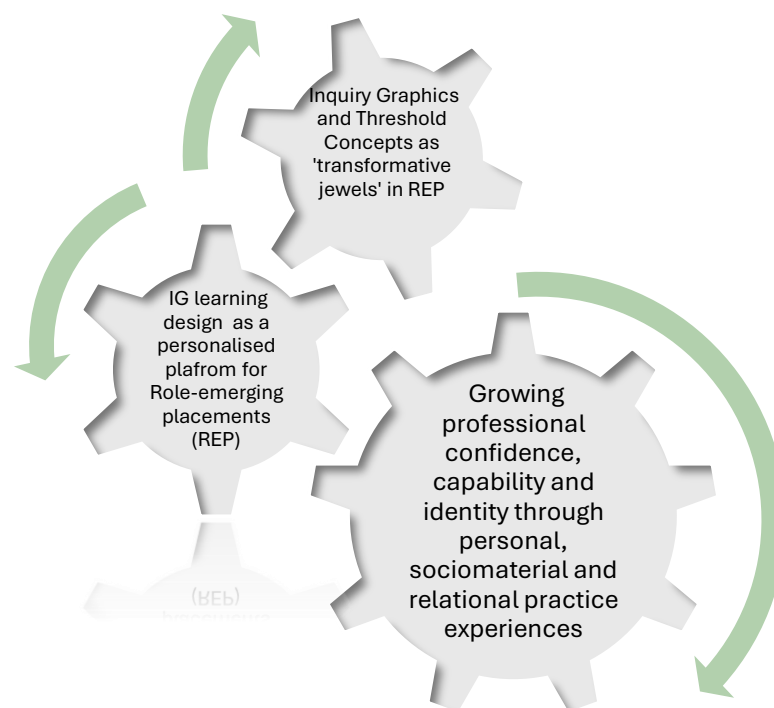 Inquiry Graphics
and Threshold
Concepts as
'transformative
jewels' in REP
IG learning
design as a
personalised
plafrom for
Role-emerging
placements
(REP)
Growing
professional
confidence,
capability and
identity through
personal,
sociomaterial and
relational practice
experiences